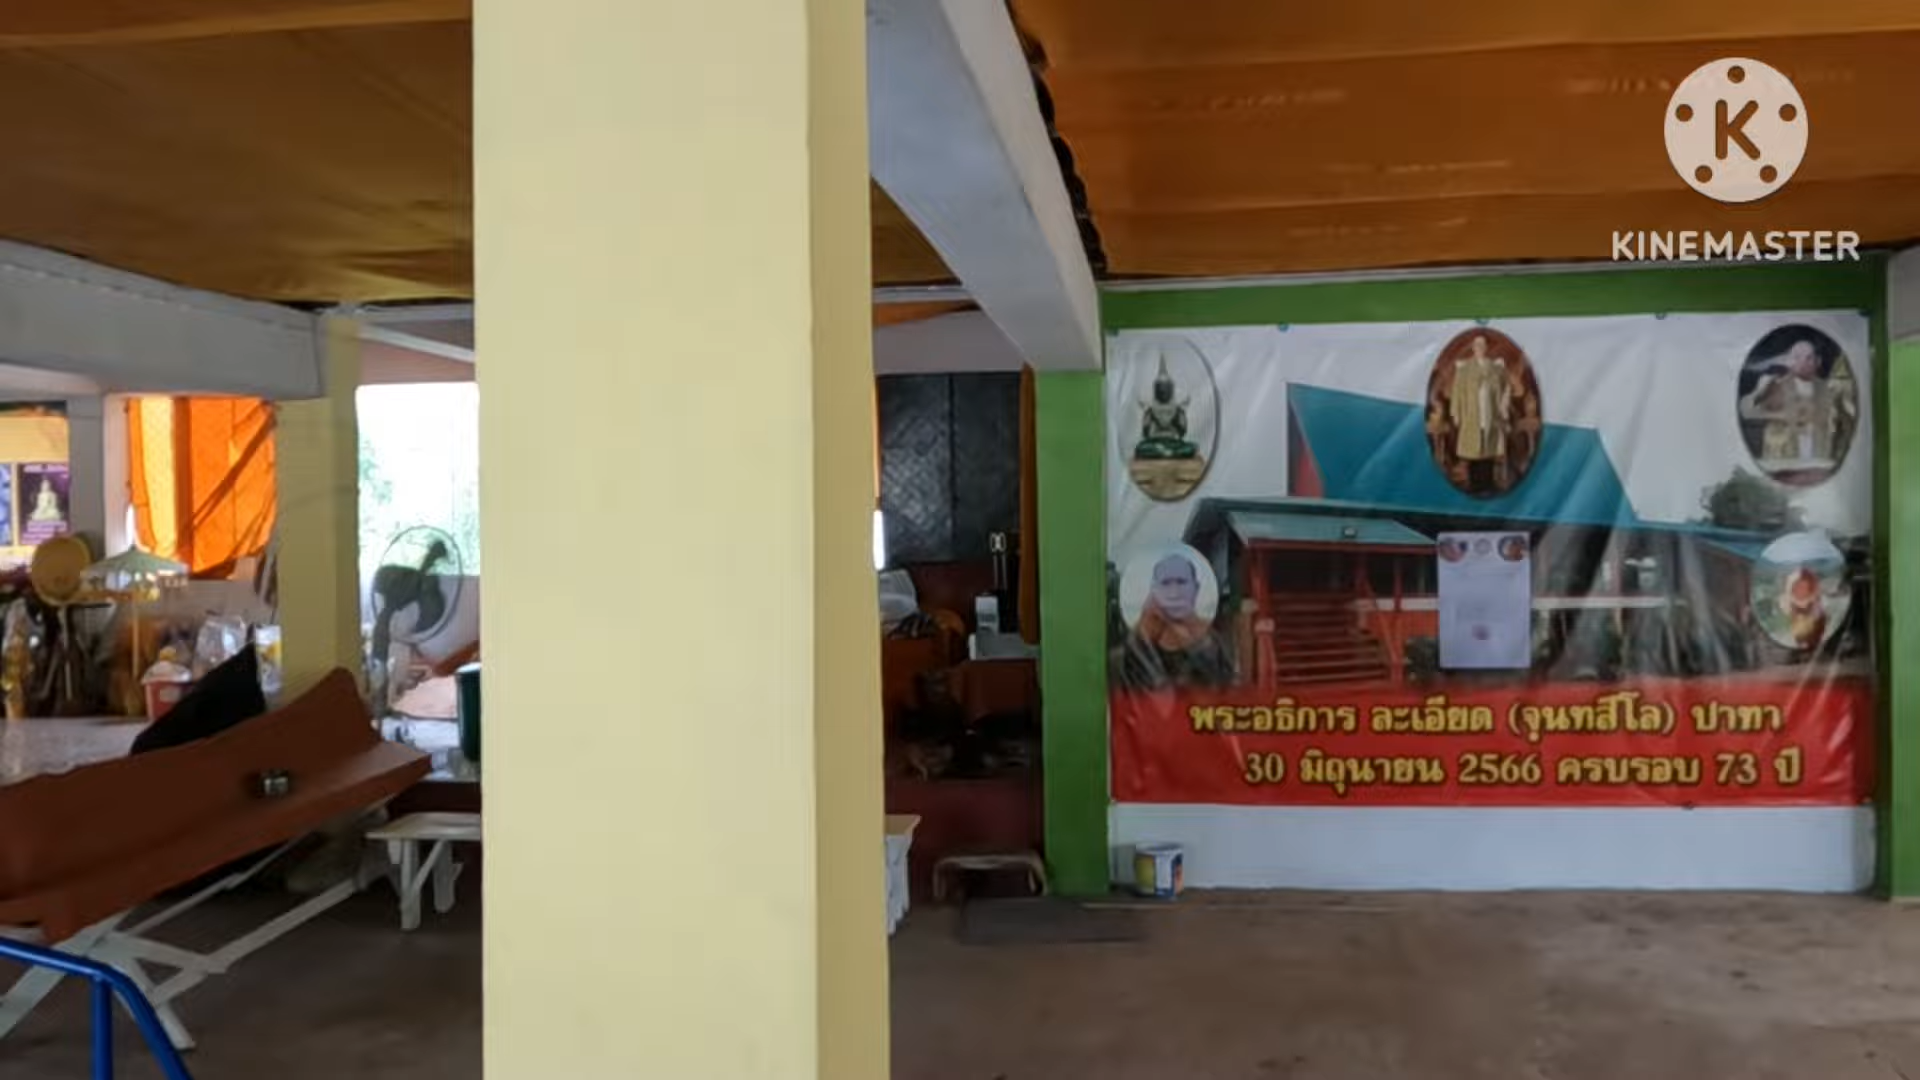 K
KINEMASTER
พระอธิการ ละเอียด (จุนทสีโล) ปาทา
30 มิถุนายน 2566 ครบรอบ 73 ปี